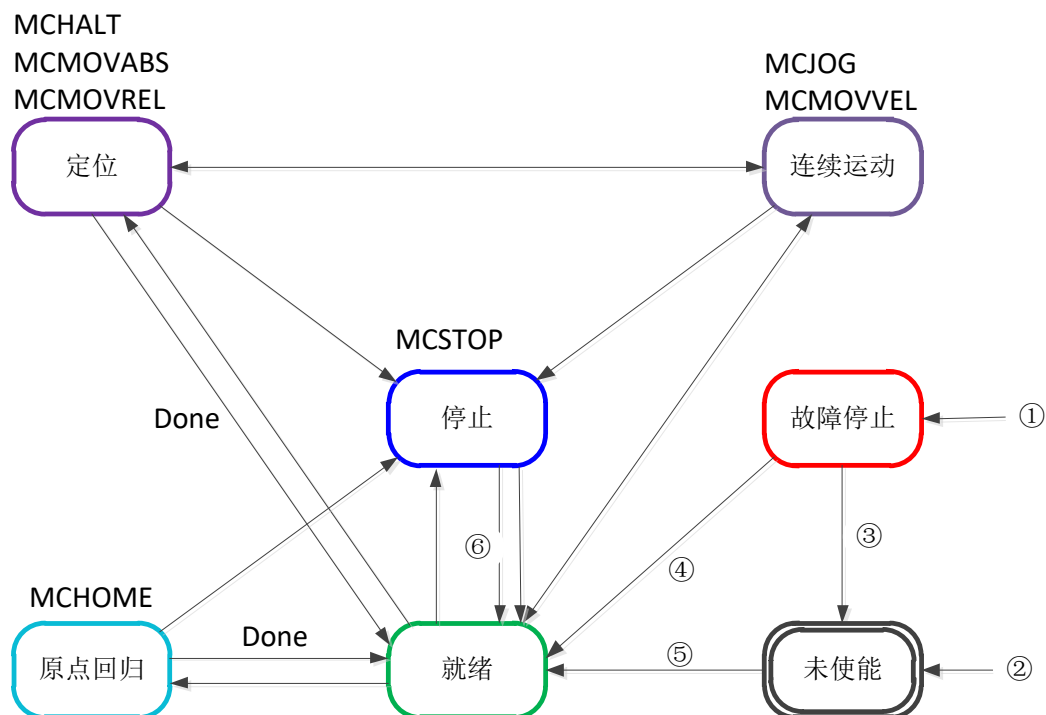 MCHALT
MCMOVABS
MCMOVREL
MCJOG
MCMOVVEL
定位
连续运动
MCSTOP
Done
停止
故障停止
①
⑥
③
④
MCHOME
Done
原点回归
就绪
⑤
未使能
②